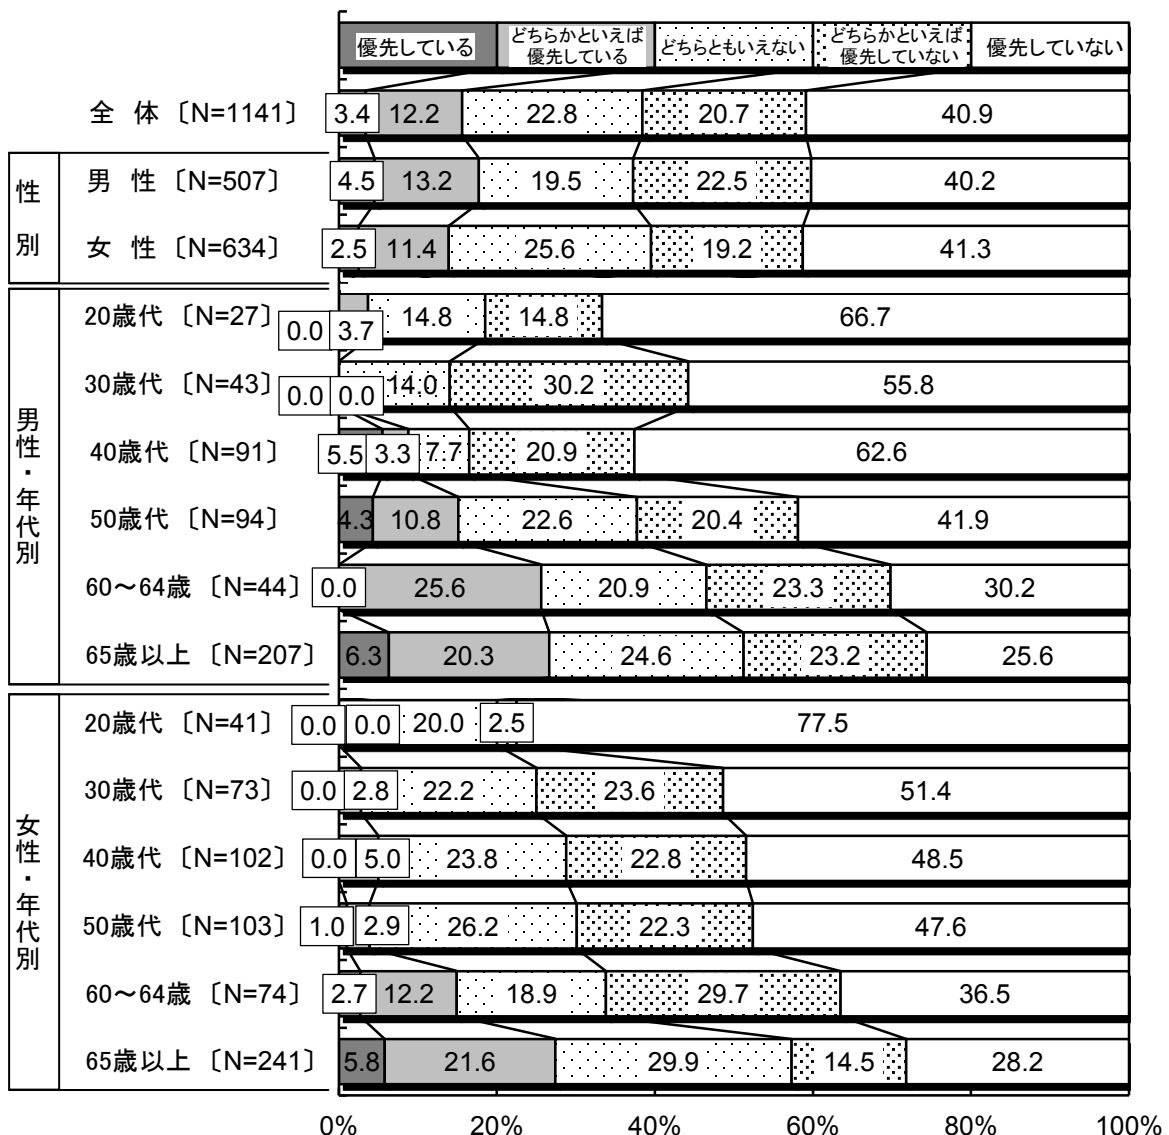 優先している
どちらかといえば
優先している
どちらともいえない
どちらかといえば
優先していない
優先していない
全 体 〔N=1141〕 3.4 12.2 22.8 20.7 40.9
性別
男 性 〔N=507〕 4.5 13.2 19.5 22.5 40.2
女 性 〔N=634〕 2.5 11.4 25.6 19.2 41.3
男性・年代別
20歳代 〔N=27〕 0.0 3.7 14.8 14.8 66.7
30歳代 〔N=43〕 0.0 0.0 14.0 30.2 55.8
40歳代 〔N=91〕 5.5 3.3 7.7 20.9 62.6
50歳代 〔N=94〕 4.3 10.8 22.6 20.4 41.9
60～64歳 〔N=44〕 0.0 25.6 20.9 23.3 30.2
65歳以上 〔N=207〕 6.3 20.3 24.6 23.2 25.6
女性・年代別
20歳代 〔N=41〕 0.0 0.0 20.0 2.5 77.5
30歳代 〔N=73〕 0.0 2.8 22.2 23.6 51.4
40歳代 〔N=102〕 0.0 5.0 23.8 22.8 48.5
50歳代 〔N=103〕 1.0 2.9 26.2 22.3 47.6
60～64歳 〔N=74〕 2.7 12.2 18.9 29.7 36.5
65歳以上 〔N=241〕 5.8 21.6 29.9 14.5 28.2
0% 20% 40% 60% 80% 100%